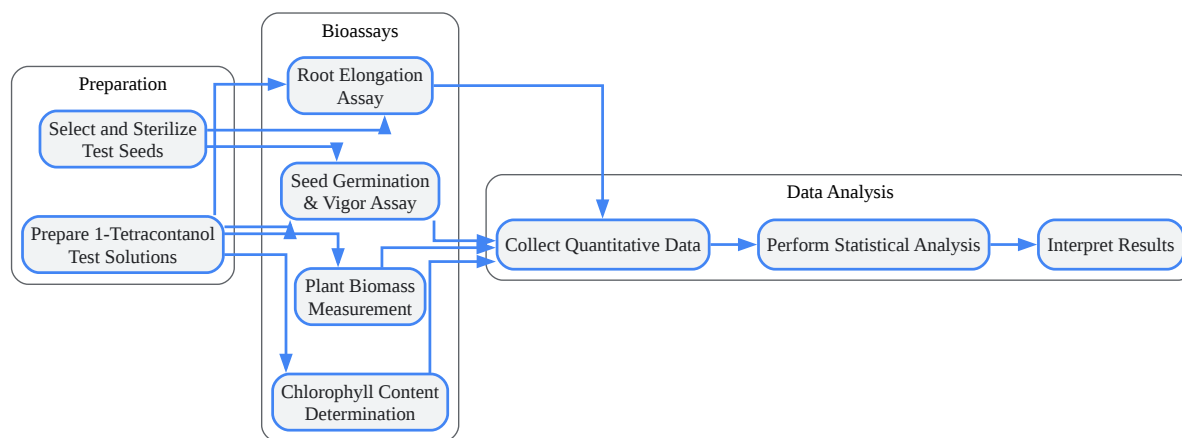 Preparation
Select and Sterilize
Test Seeds
Prepare 1-Tetracontanol
Test Solutions
Bioassays
Root Elongation
Assay
Seed Germination
& Vigor Assay
Plant Biomass
Measurement
Chlorophyll Content
Determination
Data Analysis
Collect Quantitative Data
Perform Statistical Analysis
Interpret Results